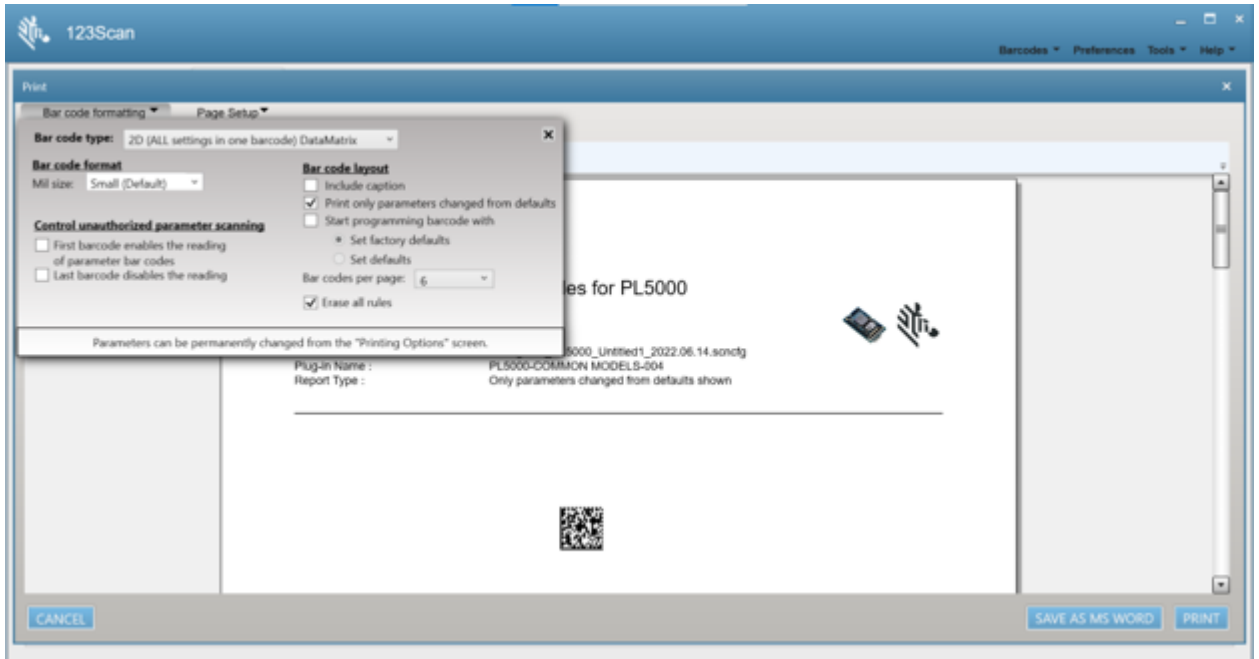 123Scan
Barcodes Preferences Tools Help
Print
Bar code formatting Page Setup
Bar code type: 2D (ALL settings in one barcode) DataMatrix
Bar code format
Mil size: Small (Default)
Control unauthorized parameter scanning
First barcode enables the reading
of parameter bar codes
Last barcode disables the reading
Bar code layout
Include caption
Print only parameters changed from defaults
Start programming barcode with
Set factory defaults
Set defaults
Bar codes per page: 6
Erase all rules
Parameters can be permanently changed from the "Printing Options" screen.
es for PL5000
5000_Untitled1_2022.06.14.scncfg
Plug-in Name : PL5000-COMMON MODELS-004
Report Type : Only parameters changed from defaults shown
CANCEL
SAVE AS MS WORD
PRINT